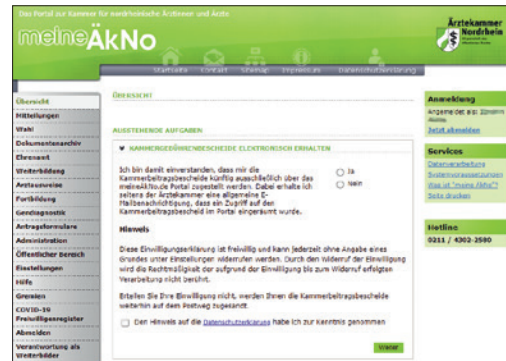 Das Portal zur Kammer für nordrheinische Ärztinnen und Ärzte
meineÄkNo
Ärztekammer
Nordrhein
Startseite Kontakt Sitemap Impressum Datenschutzerklärung
Übersicht
Mitteilungen
Wahl
Dokumentenarchiv
Ehrenamt
Weiterbildung
Arztausweise
Fortbildung
Gendiagnostik
Antragsformulare
Administration
Öffentlicher Bereich
Einstellungen
Hilfe
Gremien
COVID-19
Freiwilligenregister
Abmelden
Verantwortung als
Weiterbilder
ÜBERSICHT
AUSSTEHENDE AUFGABEN
KAMMERGEBÜHRENBESCHEIDE ELEKTRONISCH ERHALTEN
Ich bin damit einverstanden, dass mir die
Kammerbeitragsbescheide künftig ausschließlich über das
meineÄkNo.de Portal zugestellt werden. Dabei erhalte ich
seitens der Ärztekammer eine allgemeine E-
Mailbenachrichtigung, dass ein Zugriff auf den
Kammerbeitragsbescheid im Portal eingeräumt wurde.
Ja
Nein
Hinweis
Diese Einwilligungserklärung ist freiwillig und kann jederzeit ohne Angabe eines
Grundes unter Einstellungen widerrufen werden. Durch den Widerruf der Einwilligung
wird die Rechtmäßigkeit der aufgrund der Einwilligung bis zum Widerruf erfolgten
Verarbeitung nicht berührt.
Erteilen Sie Ihre Einwilligung nicht, werden Ihnen die Kammerbeitragsbescheide
weiterhin auf dem Postweg zugesandt.
Den Hinweis auf die Datenschutzerklärung habe ich zur Kenntnis genommen
Weiter
Anmeldung
Angemeldet als:
Jetzt abmelden
Services
Datenverarbeitung
Systemvoraussetzungen
Was ist "meine ÄkNo"?
Seite drucken
Hotline
0211 / 4302-2580